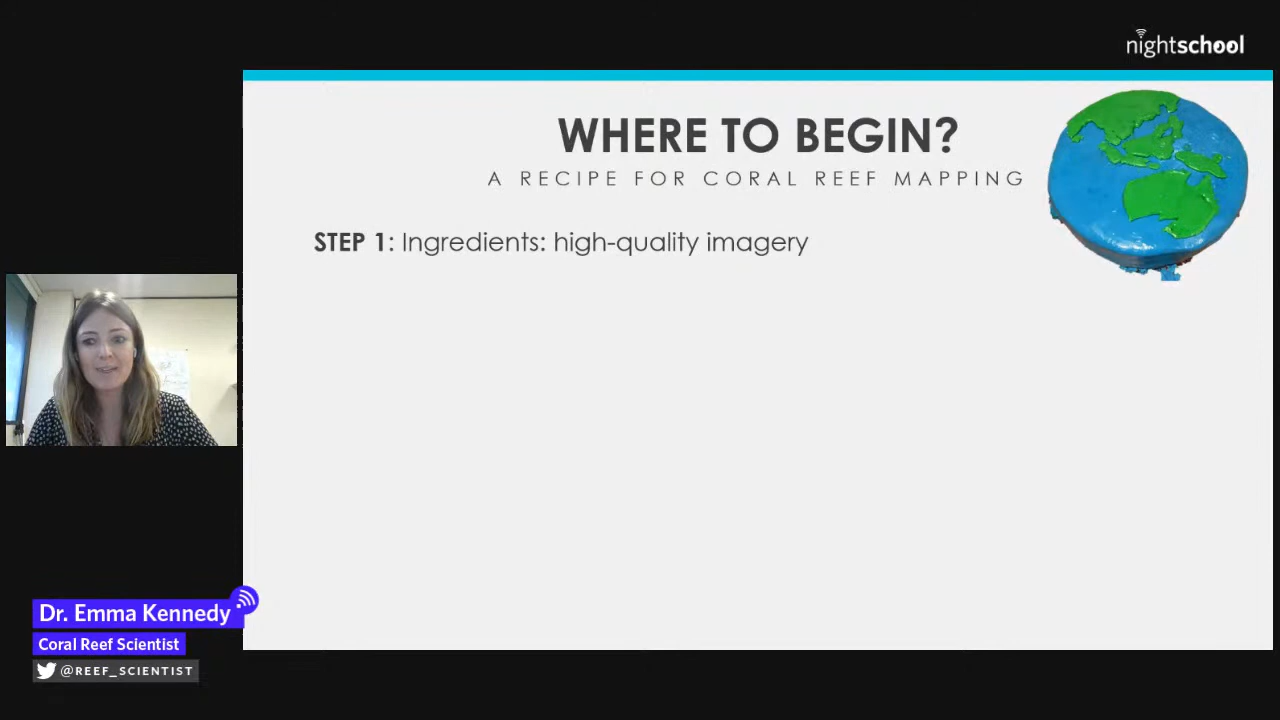 nightschool
WHERE TO BEGIN?
A RECIPE FOR CORAL REEF MAPPING
STEP 1: Ingredients: high-quality imagery
Dr. Emma Kennedy
Coral Reef Scientist
@REEF_SCIENTIST